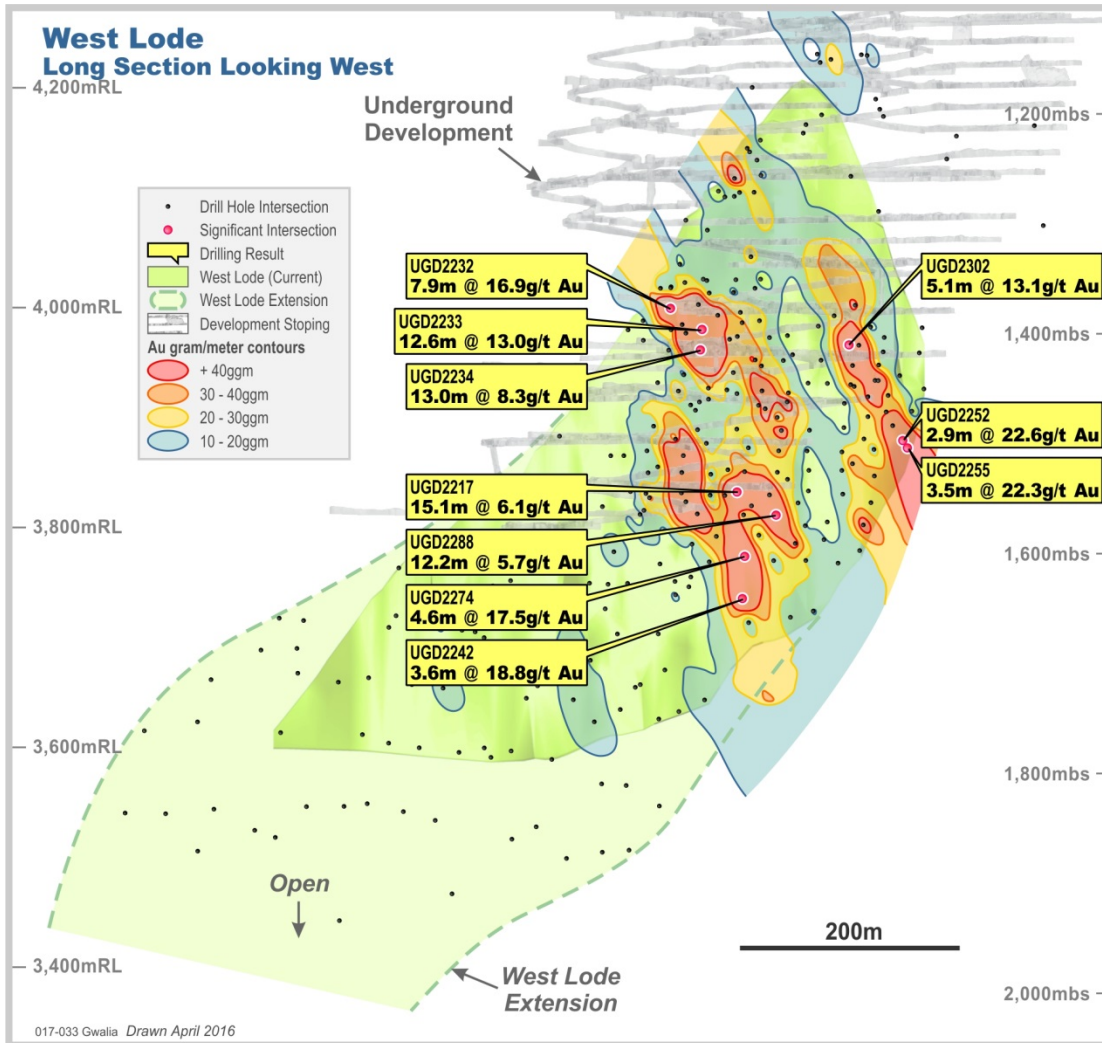 West Lode
Long Section Looking West
4,200mRL
4,000mRL
3,800mRL
3,600mRL
3,400mRL
1,200mbs
1,400mbs
1,600mbs
1,800mbs
2,000mbs
Underground
Development
Drill Hole Intersection
Significant Intersection
Drilling Result
West Lode (Current)
West Lode Extension
Development Stoping
Au gram/meter contours
+ 40ggm
30 - 40ggm
20 - 30ggm
10 - 20ggm
UGD2232
7.9m @ 16.9g/t Au
UGD2233
12.6m @ 13.0g/t Au
UGD2234
13.0m @ 8.3g/t Au
UGD2217
15.1m @ 6.1g/t Au
UGD2288
12.2m @ 5.7g/t Au
UGD2274
4.6m @ 17.5g/t Au
UGD2242
3.6m @ 18.8g/t Au
UGD2302
5.1m @ 13.1g/t Au
UGD2252
2.9m @ 22.6g/t Au
UGD2255
3.5m @ 22.3g/t Au
Open
200m
West Lode
Extension
017-033 Gwalia Drawn April 2016